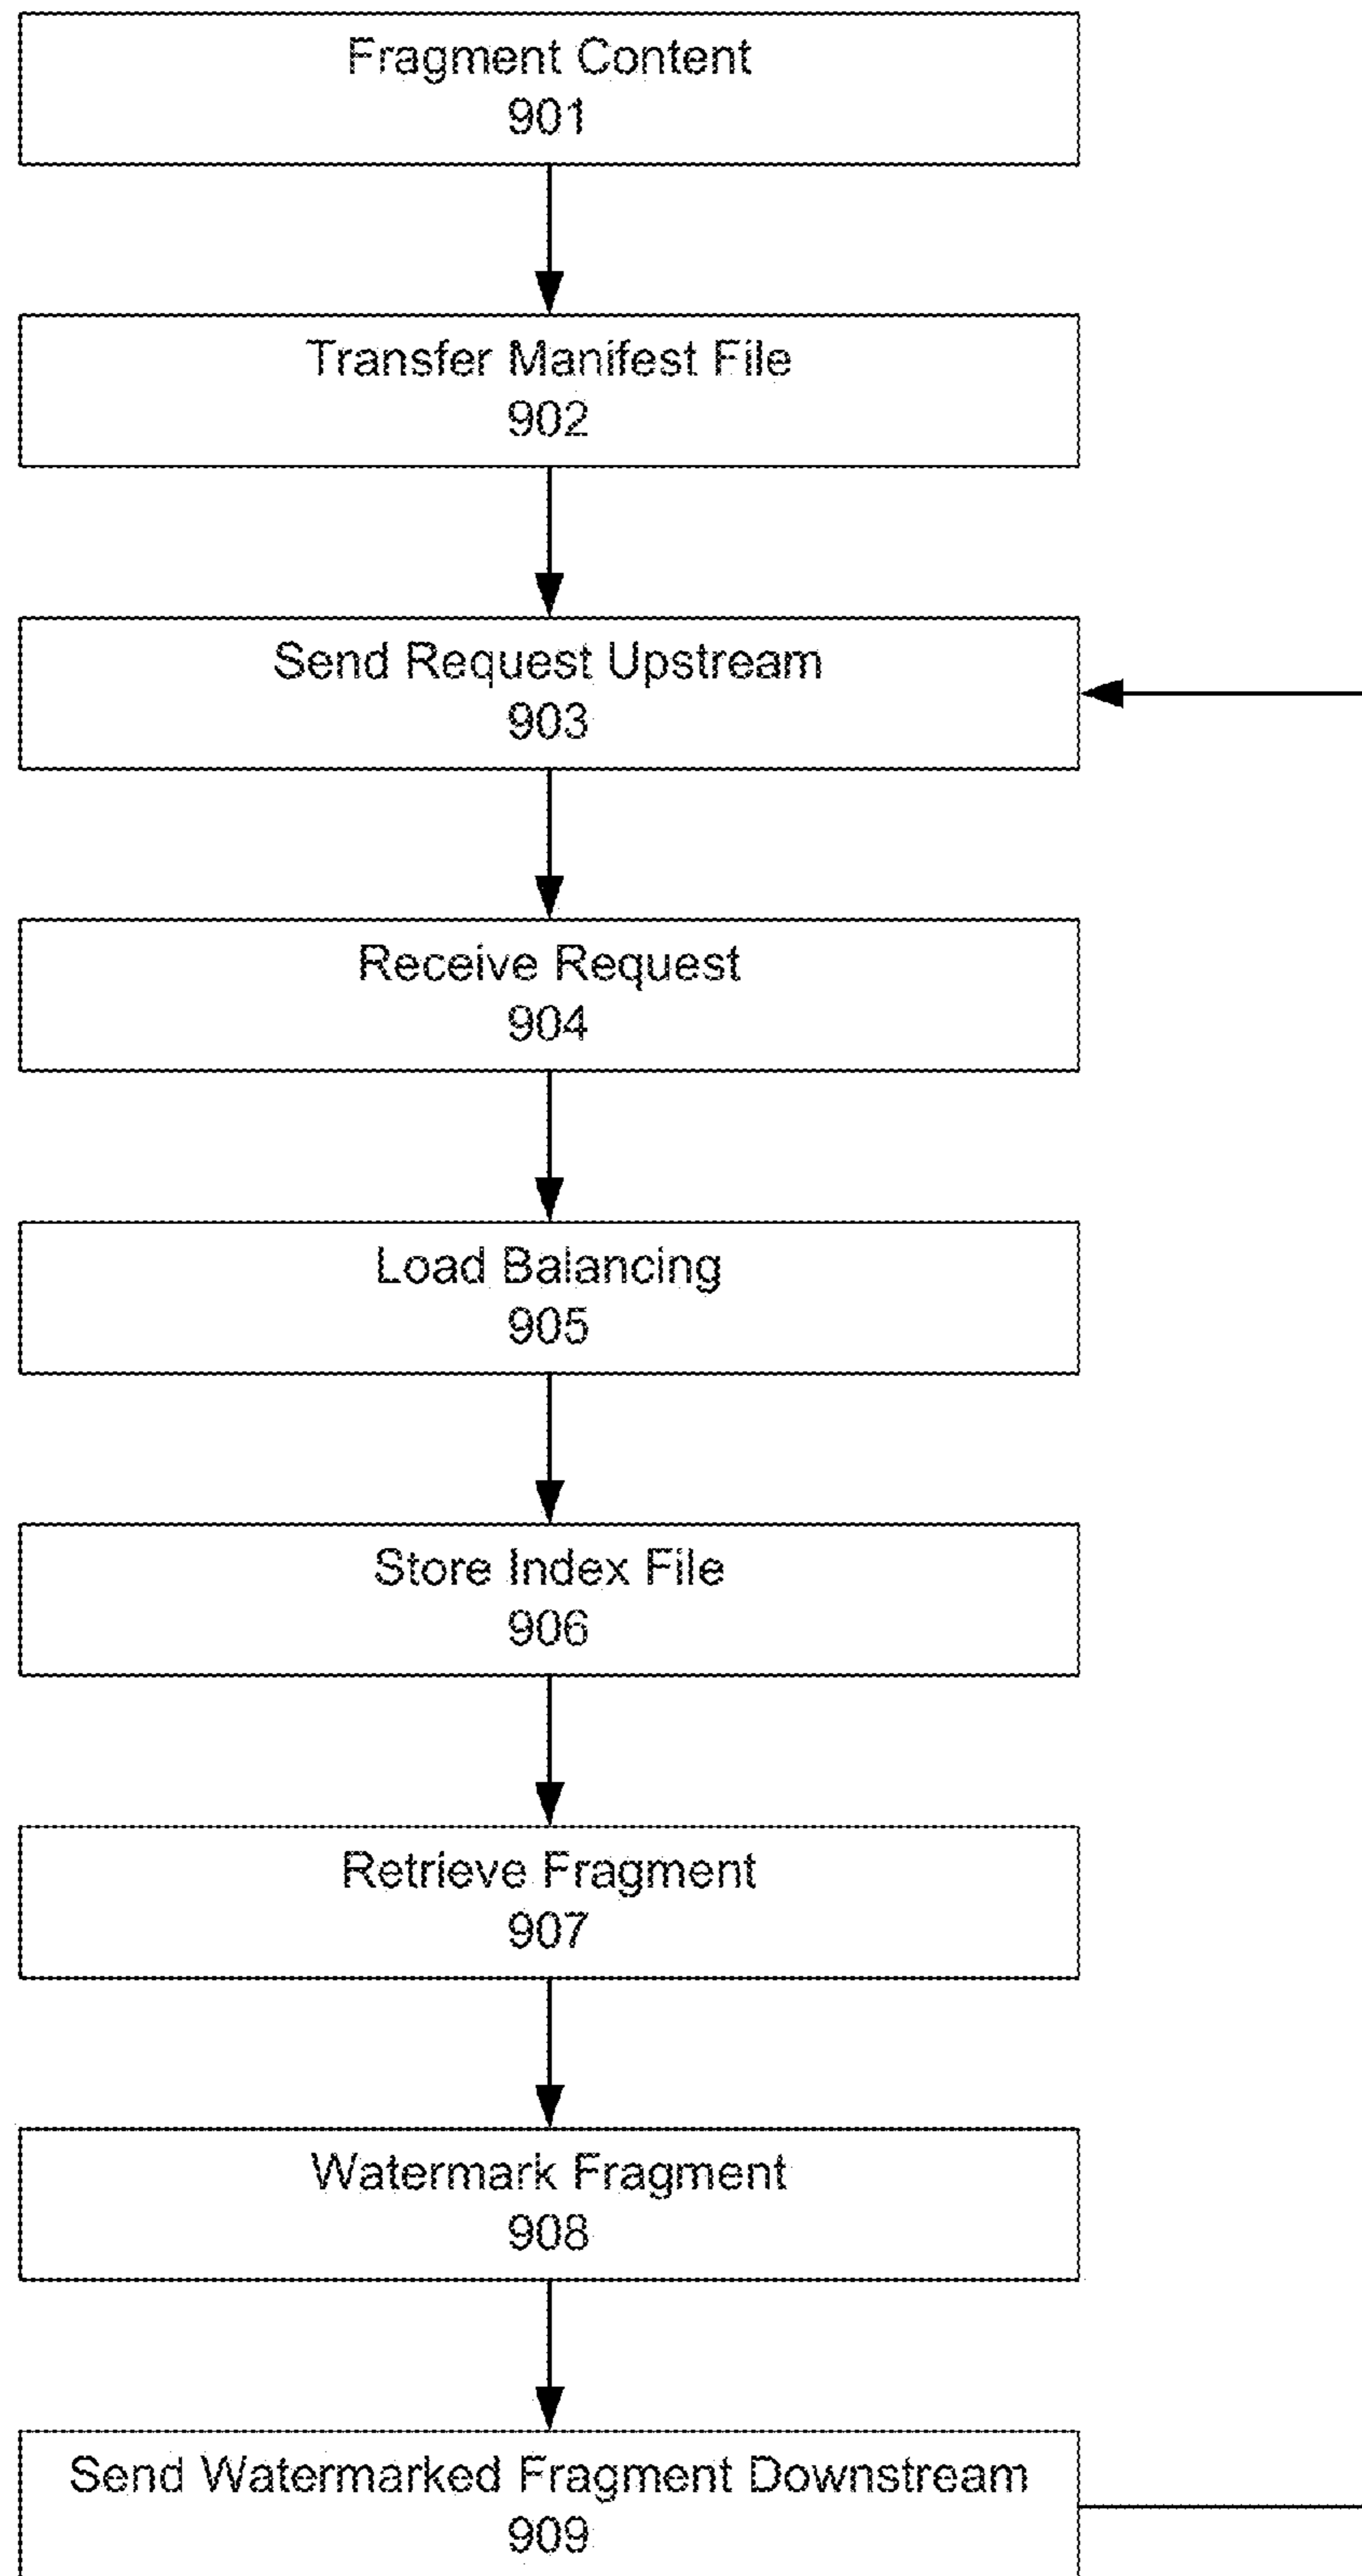 Fragment Content
901
Transfer Manifest File
902
Send Request Upstream
903
Receive Request
904
Load Balancing
905
Store Index File
906
Retrieve Fragment
907
Watermark Fragment
908
Send Watermarked Fragment Downstream
909